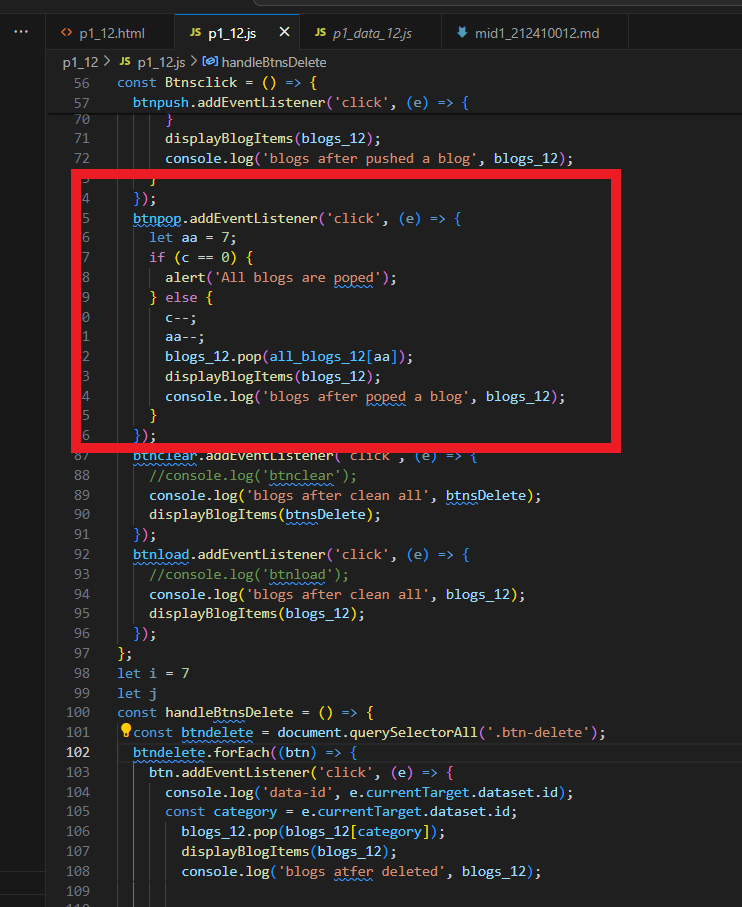 ...
<> p1_12.html
JS p1_12.js ×
JS p1_data_12.js
mid1_212410012.md
p1_12 > JS p1_12.js > handleBtnsDelete
56 const Btnsclick = () => {
57 btnpush.addEventListener('click', (e) => {
70 }
71 displayBlogItems(blogs_12);
72 console.log('blogs after pushed a blog', blogs_12);
3 }
4 });
5 btnpop.addEventListener('click', (e) => {
6 let aa = 7;
7 if (c == 0) {
8 alert('All blogs are poped');
9 } else {
0 c--;
1 aa--;
2 blogs_12.pop(all_blogs_12[aa]);
3 displayBlogItems(blogs_12);
4 console.log('blogs after poped a blog', blogs_12);
5 }
6 });
87 btnclear.addEventListener('click', (e) => {
88 //console.log('btnclear');
89 console.log('blogs after clean all', btnsDelete);
90 displayBlogItems(btnsDelete);
91 });
92 btnload.addEventListener('click', (e) => {
93 //console.log('btnload');
94 console.log('blogs after clean all', blogs_12);
95 displayBlogItems(blogs_12);
96 });
97 };
98 let i = 7
99 let j
100 const handleBtnsDelete = () => {
101 const btndelete = document.querySelectorAll('.btn-delete');
102 btndelete.forEach((btn) => {
103 btn.addEventListener('click', (e) => {
104 console.log('data-id', e.currentTarget.dataset.id);
105 const category = e.currentTarget.dataset.id;
106 blogs_12.pop(blogs_12[category]);
107 displayBlogItems(blogs_12);
108 console.log('blogs atfer deleted', blogs_12);
109